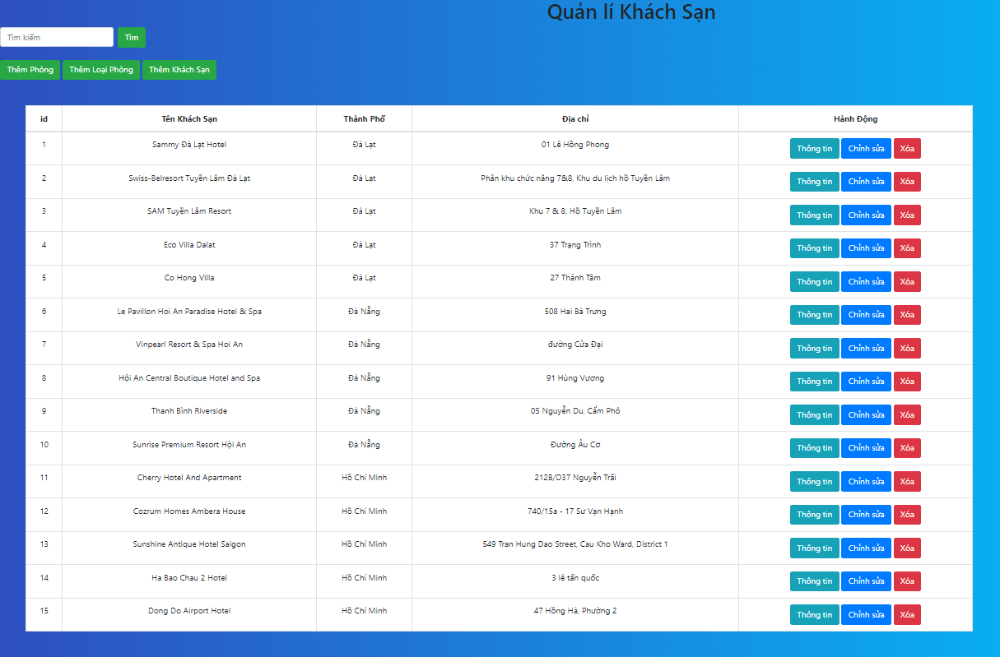 Quản lí Khách Sạn
Tìm kiếm Tìm
Thêm Phòng Thêm Loại Phòng Thêm Khách Sạn
id Tên Khách Sạn Thành Phố Địa chỉ Hành Động
1 Sammy Đà Lạt Hotel Đà Lạt 01 Lê Hồng Phong Thông tin Chỉnh sửa Xóa
2 Swiss-Belresort Tuyền Lâm Đà Lạt Đà Lạt Phân khu chức năng 7&8, Khu du lịch hồ Tuyền Lâm Thông tin Chỉnh sửa Xóa
3 SAM Tuyền Lâm Resort Đà Lạt Khu 7 & 8, Hồ Tuyền Lâm Thông tin Chỉnh sửa Xóa
4 Eco Villa Dalat Đà Lạt 37 Trạng Trình Thông tin Chỉnh sửa Xóa
5 Co Hong Villa Đà Lạt 27 Thánh Tâm Thông tin Chỉnh sửa Xóa
6 Le Pavillon Hoi An Paradise Hotel & Spa Đà Nẵng 508 Hai Bà Trưng Thông tin Chỉnh sửa Xóa
7 Vinpearl Resort & Spa Hoi An Đà Nẵng đường Cửa Đại Thông tin Chỉnh sửa Xóa
8 Hội An Central Boutique Hotel and Spa Đà Nẵng 91 Hùng Vương Thông tin Chỉnh sửa Xóa
9 Thanh Bình Riverside Đà Nẵng 05 Nguyễn Du, Cẩm Phô Thông tin Chỉnh sửa Xóa
10 Sunrise Premium Resort Hội An Đà Nẵng Đường Âu Cơ Thông tin Chỉnh sửa Xóa
11 Cherry Hotel And Apartment Hồ Chí Minh 212B/D37 Nguyễn Trãi Thông tin Chỉnh sửa Xóa
12 Cozrum Homes Ambera House Hồ Chí Minh 740/15a - 17 Sư Vạn Hạnh Thông tin Chỉnh sửa Xóa
13 Sunshine Antique Hotel Saigon Hồ Chí Minh 549 Tran Hung Dao Street, Cau Kho Ward, District 1 Thông tin Chỉnh sửa Xóa
14 Ha Bao Chau 2 Hotel Hồ Chí Minh 3 lê tấn quốc Thông tin Chỉnh sửa Xóa
15 Dong Do Airport Hotel Hồ Chí Minh 47 Hồng Hà, Phường 2 Thông tin Chỉnh sửa Xóa